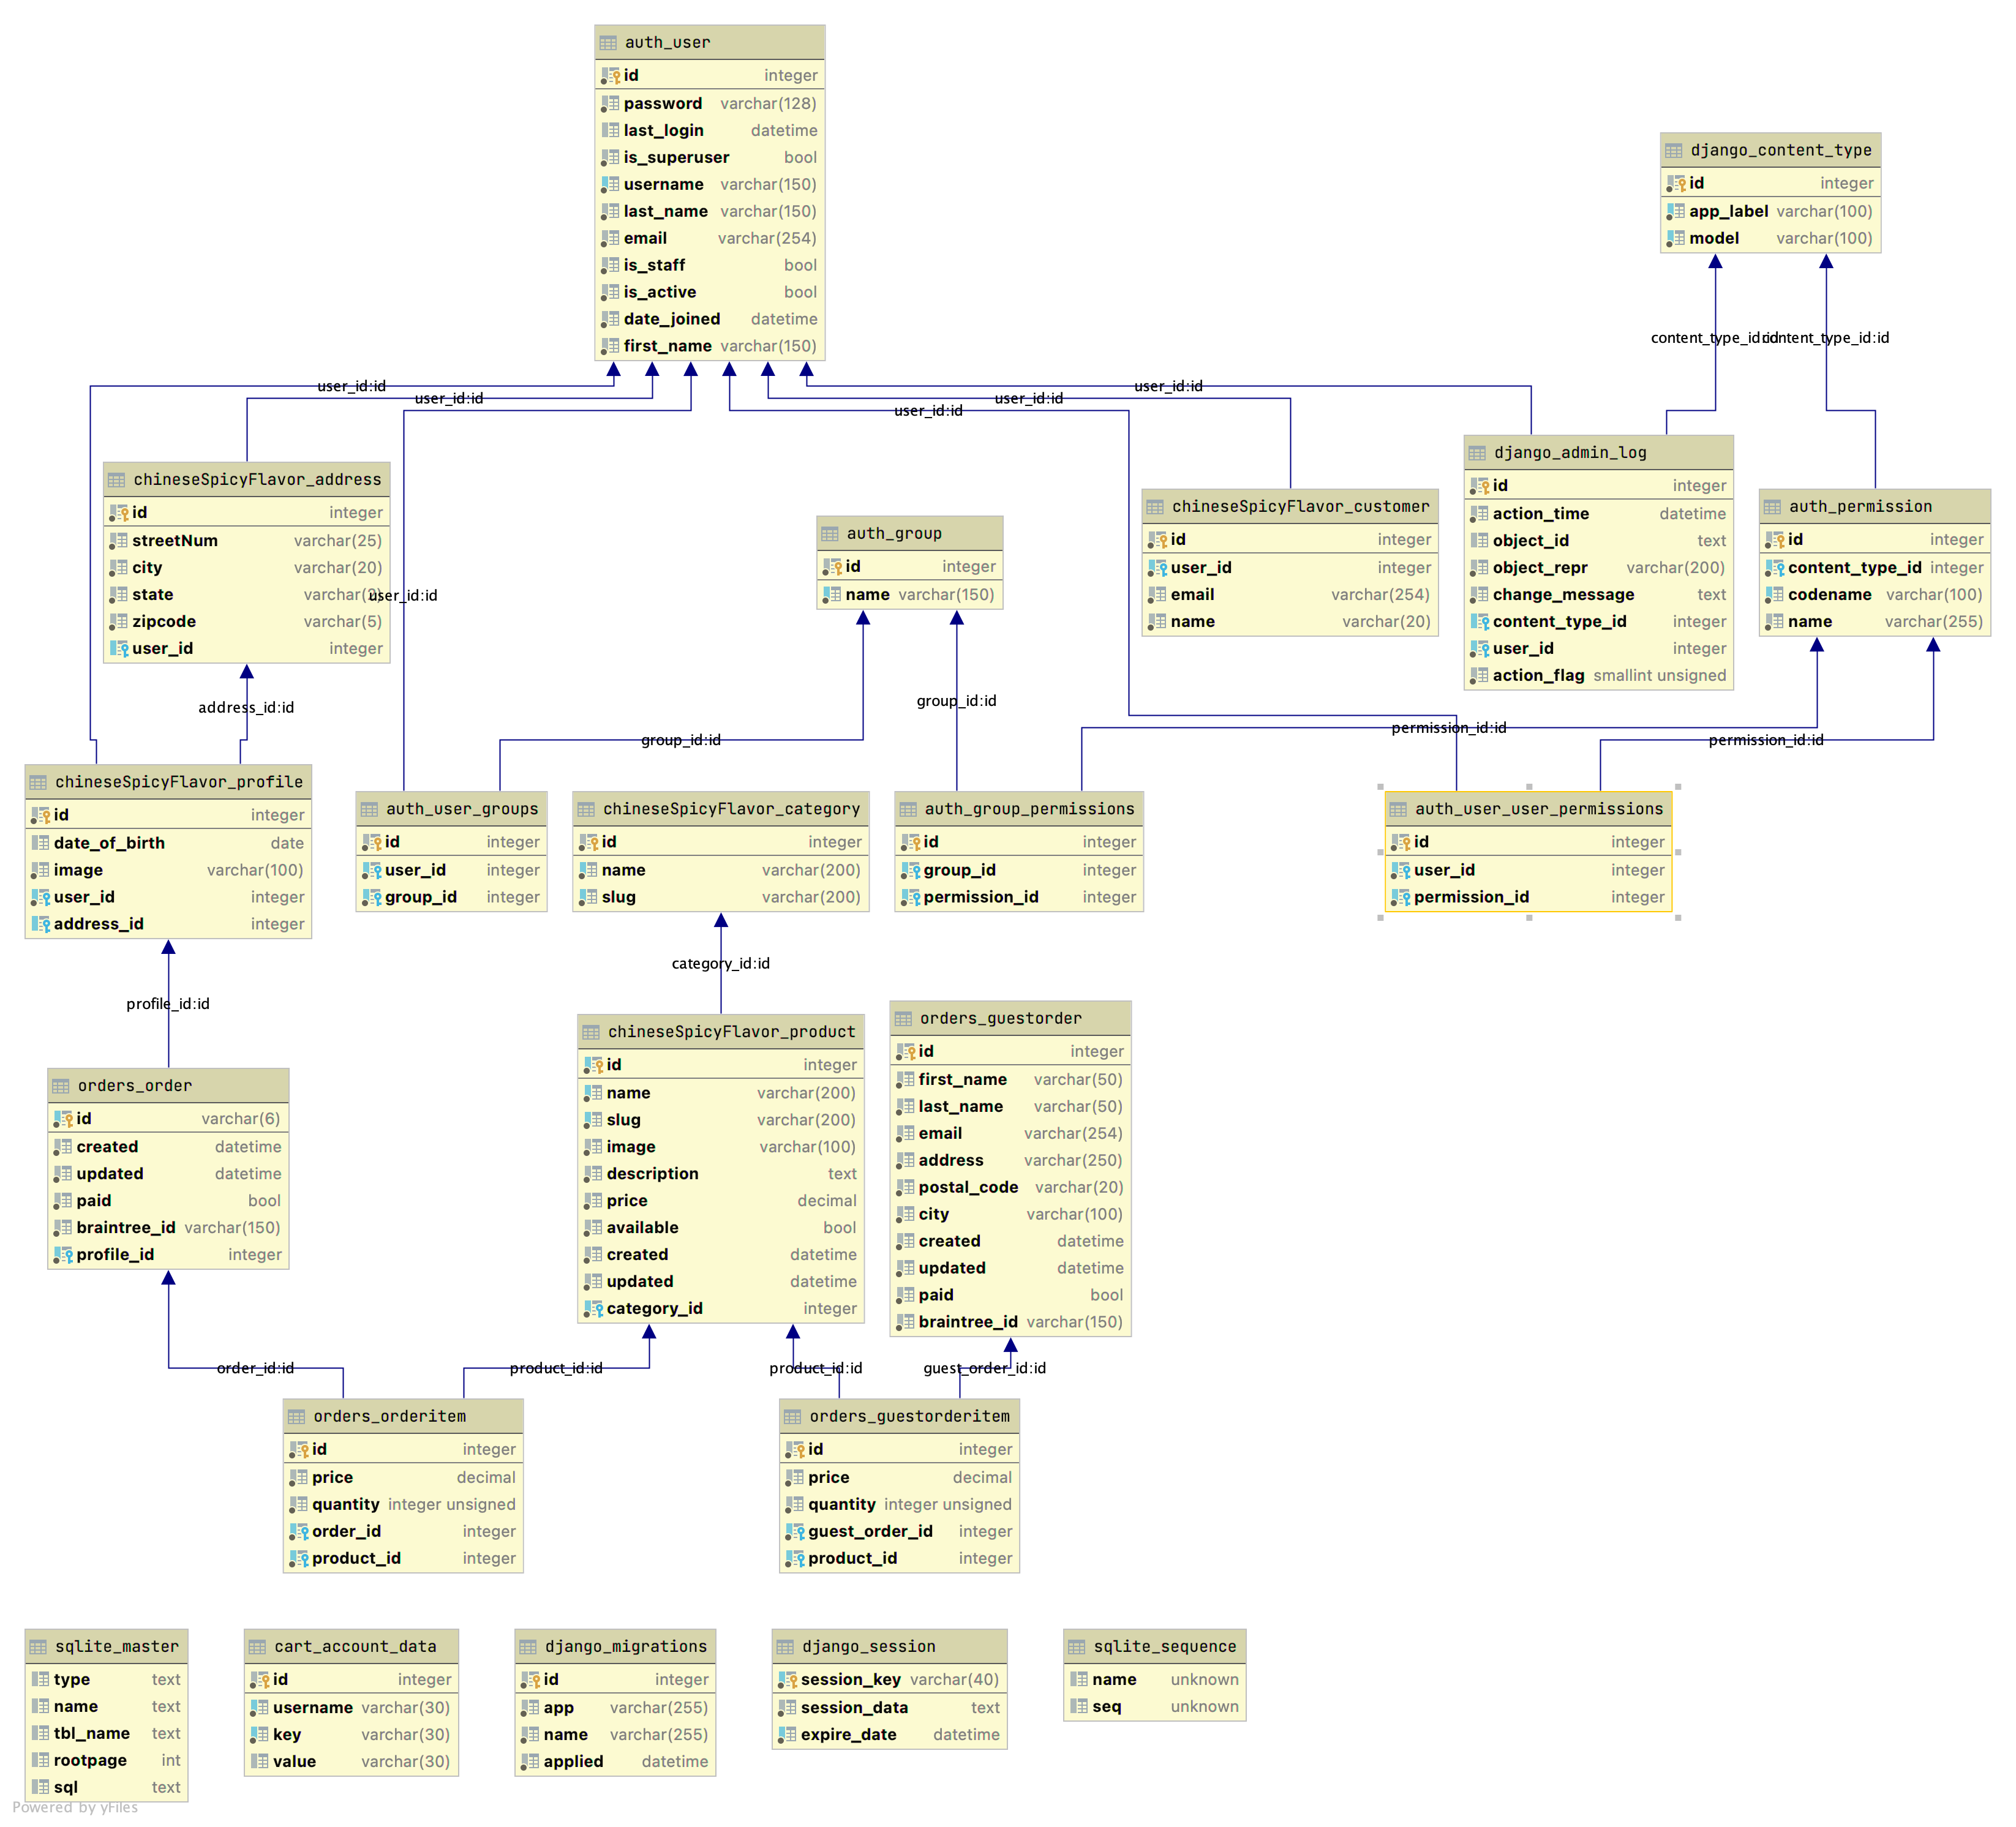 auth_user
id integer
password varchar(128)
last_login datetime
is_superuser bool
username varchar(150)
last_name varchar(150)
email varchar(254)
is_staff bool
is_active bool
date_joined datetime
first_name varchar(150)
django_content_type
id integer
app_label varchar(100)
model varchar(100)
content_type_id:id
content_type_id:id
user_id:id
user_id:id
user_id:id
user_id:id
user_id:id
user_id:id
chineseSpicyFlavor_address
id integer
streetNum varchar(25)
city varchar(20)
state varchar(2)
zipcode varchar(5)
user_id integer
auth_group
id integer
name varchar(150)
chineseSpicyFlavor_customer
id integer
user_id integer
email varchar(254)
name varchar(20)
django_admin_log
id integer
action_time datetime
object_id text
object_repr varchar(200)
change_message text
content_type_id integer
user_id integer
action_flag smallint unsigned
auth_permission
id integer
content_type_id integer
codename varchar(100)
name varchar(255)
address_id:id
group_id:id
group_id:id
permission_id:id
permission_id:id
chineseSpicyFlavor_profile
id integer
date_of_birth date
image varchar(100)
user_id integer
address_id integer
auth_user_groups
id integer
user_id integer
group_id integer
chineseSpicyFlavor_category
id integer
name varchar(200)
slug varchar(200)
auth_group_permissions
id integer
group_id integer
permission_id integer
auth_user_user_permissions
id integer
user_id integer
permission_id integer
profile_id:id
category_id:id
orders_order
id varchar(6)
created datetime
updated datetime
paid bool
braintree_id varchar(150)
profile_id integer
chineseSpicyFlavor_product
id integer
name varchar(200)
slug varchar(200)
image varchar(100)
description text
price decimal
available bool
created datetime
updated datetime
category_id integer
orders_guestorder
id integer
first_name varchar(50)
last_name varchar(50)
email varchar(254)
address varchar(250)
postal_code varchar(20)
city varchar(100)
created datetime
updated datetime
paid bool
braintree_id varchar(150)
order_id:id
product_id:id
product_id:id
guest_order_id:id
orders_orderitem
id integer
price decimal
quantity integer unsigned
order_id integer
product_id integer
orders_guestorderitem
id integer
price decimal
quantity integer unsigned
guest_order_id integer
product_id integer
sqlite_master
type text
name text
tbl_name text
rootpage int
sql text
cart_account_data
id integer
username varchar(30)
key varchar(30)
value varchar(30)
django_migrations
id integer
app varchar(255)
name varchar(255)
applied datetime
django_session
session_key varchar(40)
session_data text
expire_date datetime
sqlite_sequence
name unknown
seq unknown
Powered by yFiles